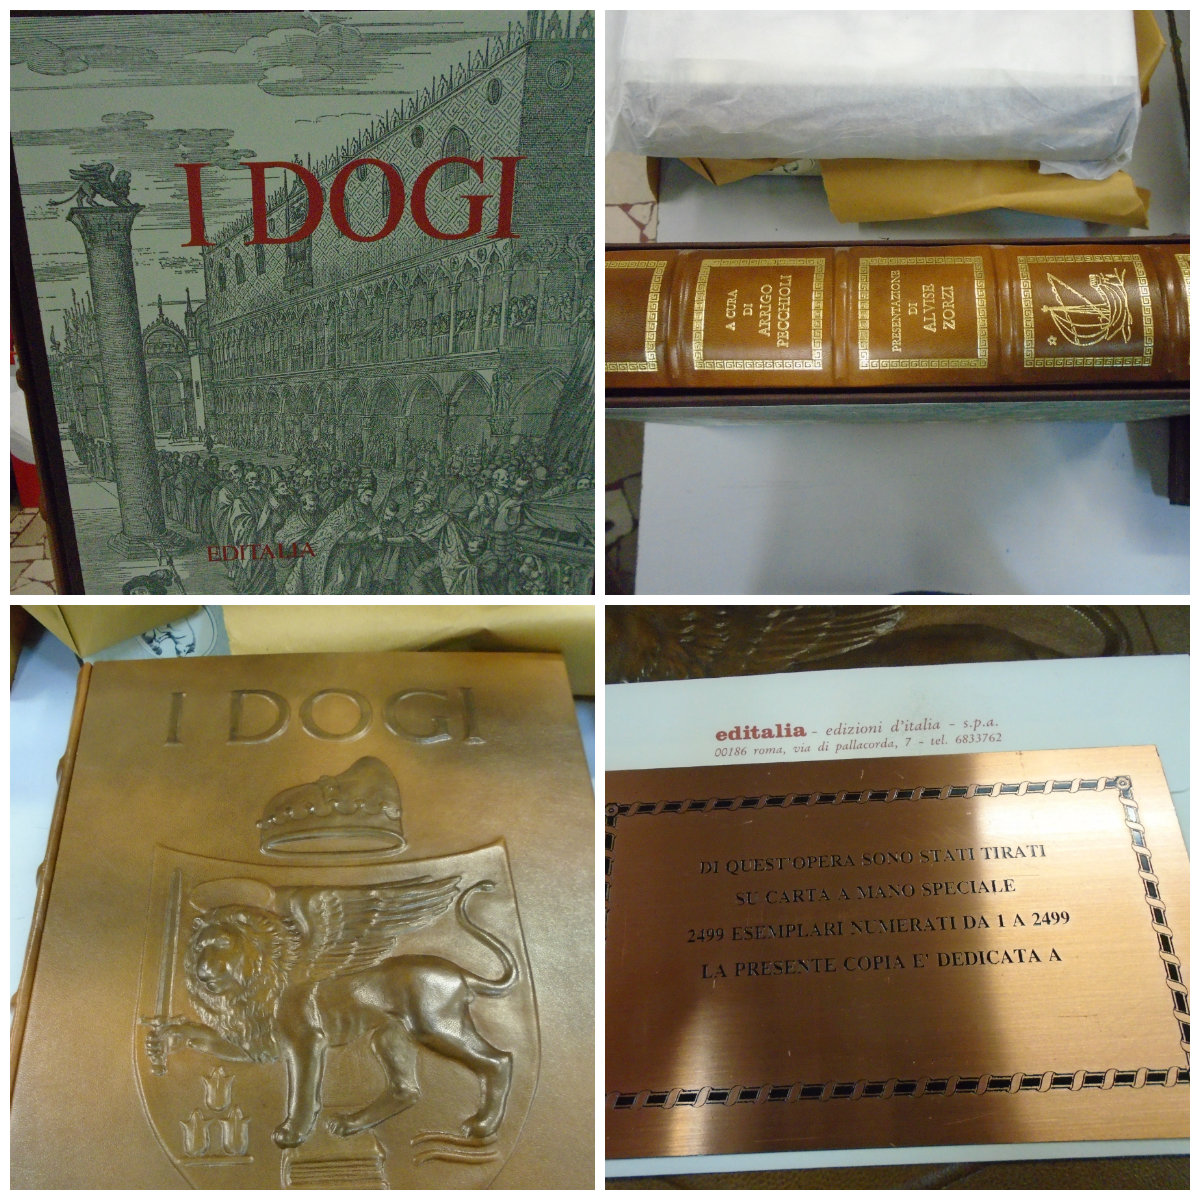 I DOGI
EDITALIA
A CURA
DI
ARRIGO
PECCHIOLI
PRESENTAZIONE
DI
ALVISE
ZORZI
I DOGI
editalia - edizioni d'italia - s.p.a.
00186 roma, via di pallacorda, 7 - tel. 6833762
DI QUEST'OPERA SONO STATI TIRATI
SU CARTA A MANO SPECIALE
2499 ESEMPLARI NUMERATI DA 1 A 2499
LA PRESENTE COPIA E' DEDICATA A